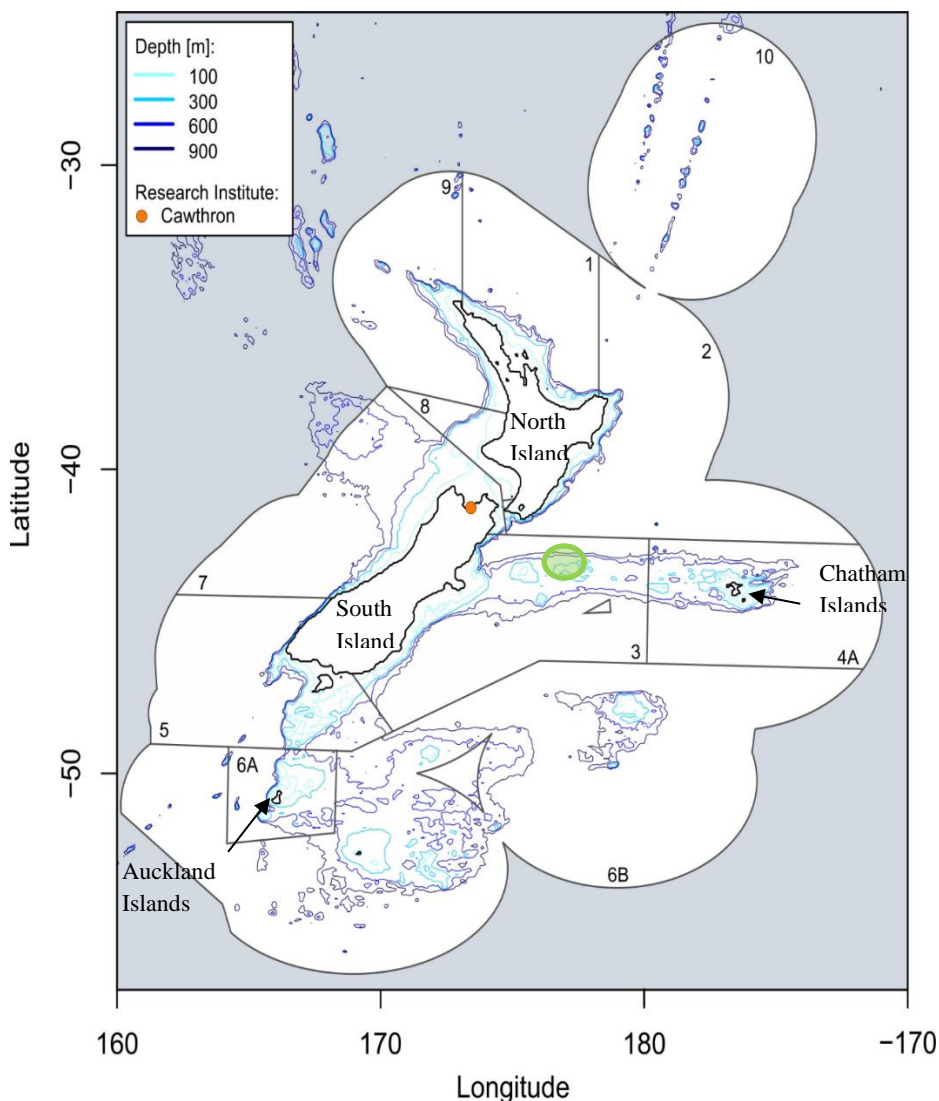 Depth [m]:
100
300
600
900
Research Institute:
Cawthron
10
9
1
2
8
North
Island
7
South
Island
Chatham
Islands
3
4A
5
6A
Auckland
Islands
6B
−30
−40
−50
Latitude
160
170
180
−170
Longitude